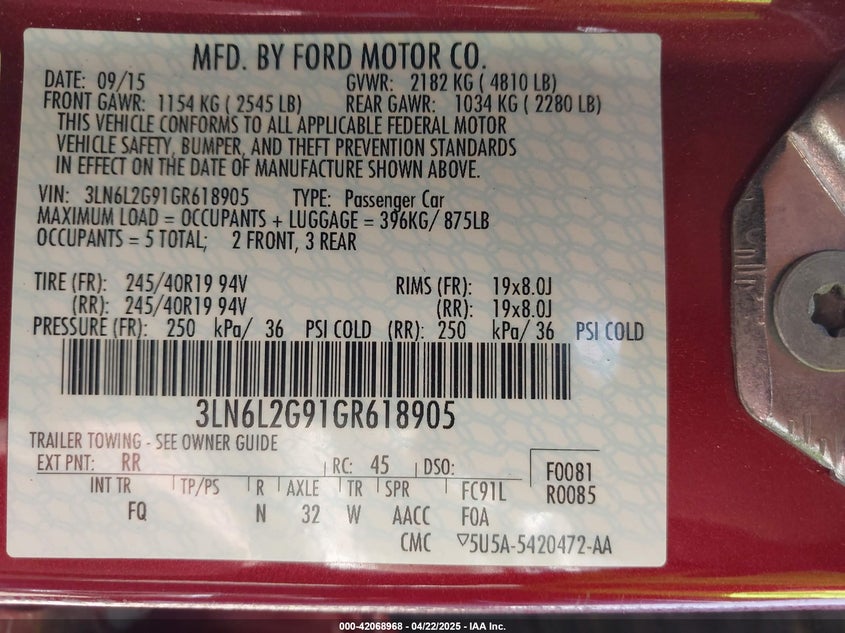 MFD. BY FORD MOTOR CO.
DATE: 09/15 GVWR: 2182 KG ( 4810 LB)
FRONT GAWR: 1154 KG ( 2545 LB) REAR GAWR: 1034 KG ( 2280 LB)
THIS VEHICLE CONFORMS TO ALL APPLICABLE FEDERAL MOTOR
VEHICLE SAFETY, BUMPER, AND THEFT PREVENTION STANDARDS
IN EFFECT ON THE DATE OF MANUFACTURE SHOWN ABOVE.
VIN: 3LN6L2G91GR618905 TYPE: Passenger Car
MAXIMUM LOAD = OCCUPANTS + LUGGAGE = 396KG/ 875LB
OCCUPANTS = 5 TOTAL; 2 FRONT, 3 REAR
TIRE (FR): 245/40R19 94V RIMS (FR): 19x8.0J
(RR): 245/40R19 94V (RR): 19x8.0J
PRESSURE (FR): 250 kPa/ 36 PSI COLD (RR): 250 kPa/ 36 PSI COLD
3LN6L2G91GR618905
TRAILER TOWING - SEE OWNER GUIDE
EXT PNT: RR RC: 45 DSO: F0081
INT TR TP/PS R AXLE TR SPR FC91L R0085
FQ N 32 W AACC F0A
CMC ▽5U5A-5420472-AA
000-42068968 - 04/22/2025 - IAA Inc.